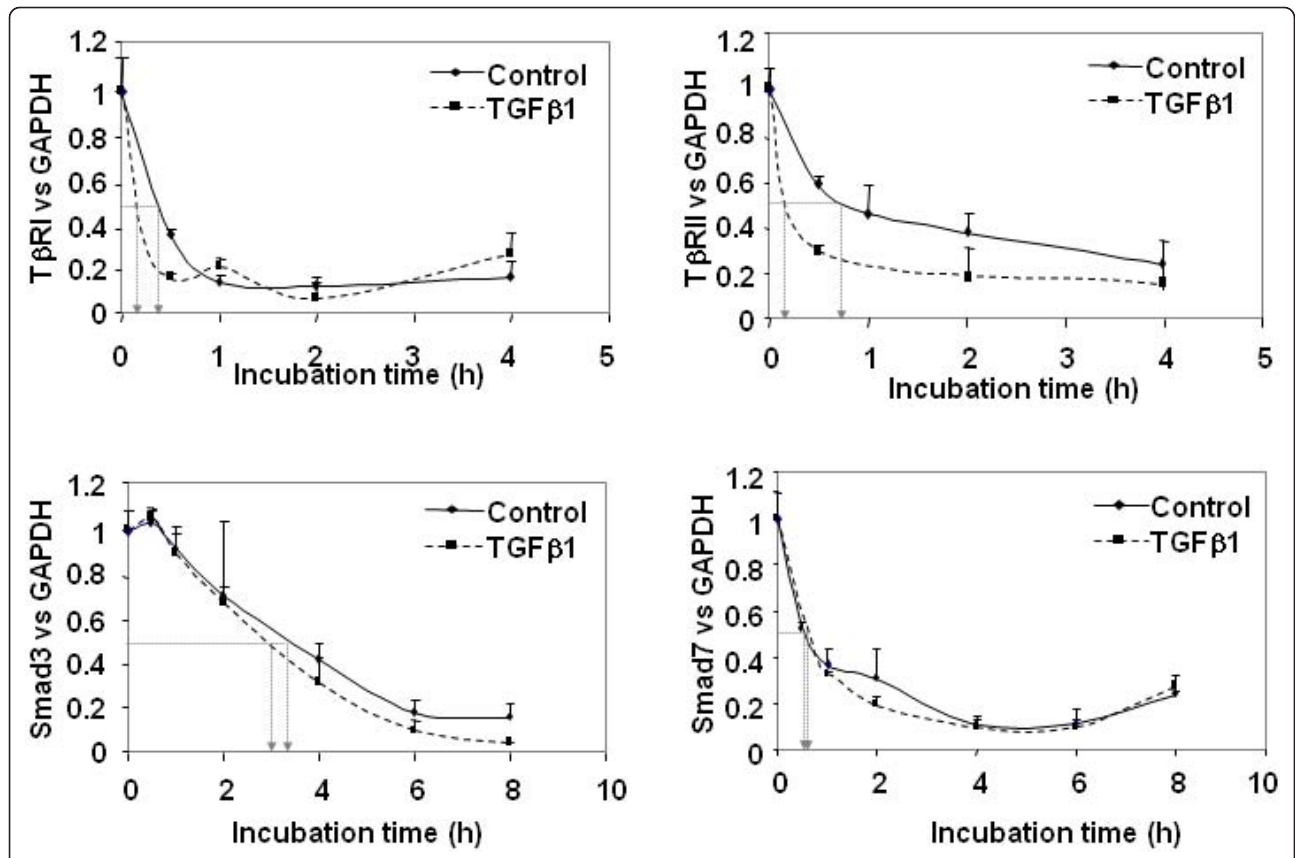 TβRI vs GAPDH
1.2
1
0.8
0.6
0.4
0.2
0
Control
TGFβ1
0 1 2 3 4 5
Incubation time (h)
TβRII vs GAPDH
1.2
1
0.8
0.6
0.4
0.2
0
Control
TGFβ1
0 1 2 3 4 5
Incubation time (h)
Smad3 vs GAPDH
1.2
1
0.8
0.6
0.4
0.2
0
Control
TGFβ1
0 2 4 6 8 10
Incubation time (h)
Smad7 vs GAPDH
1.2
1
0.8
0.6
0.4
0.2
0
Control
TGFβ1
0 2 4 6 8 10
Incubation time (h)